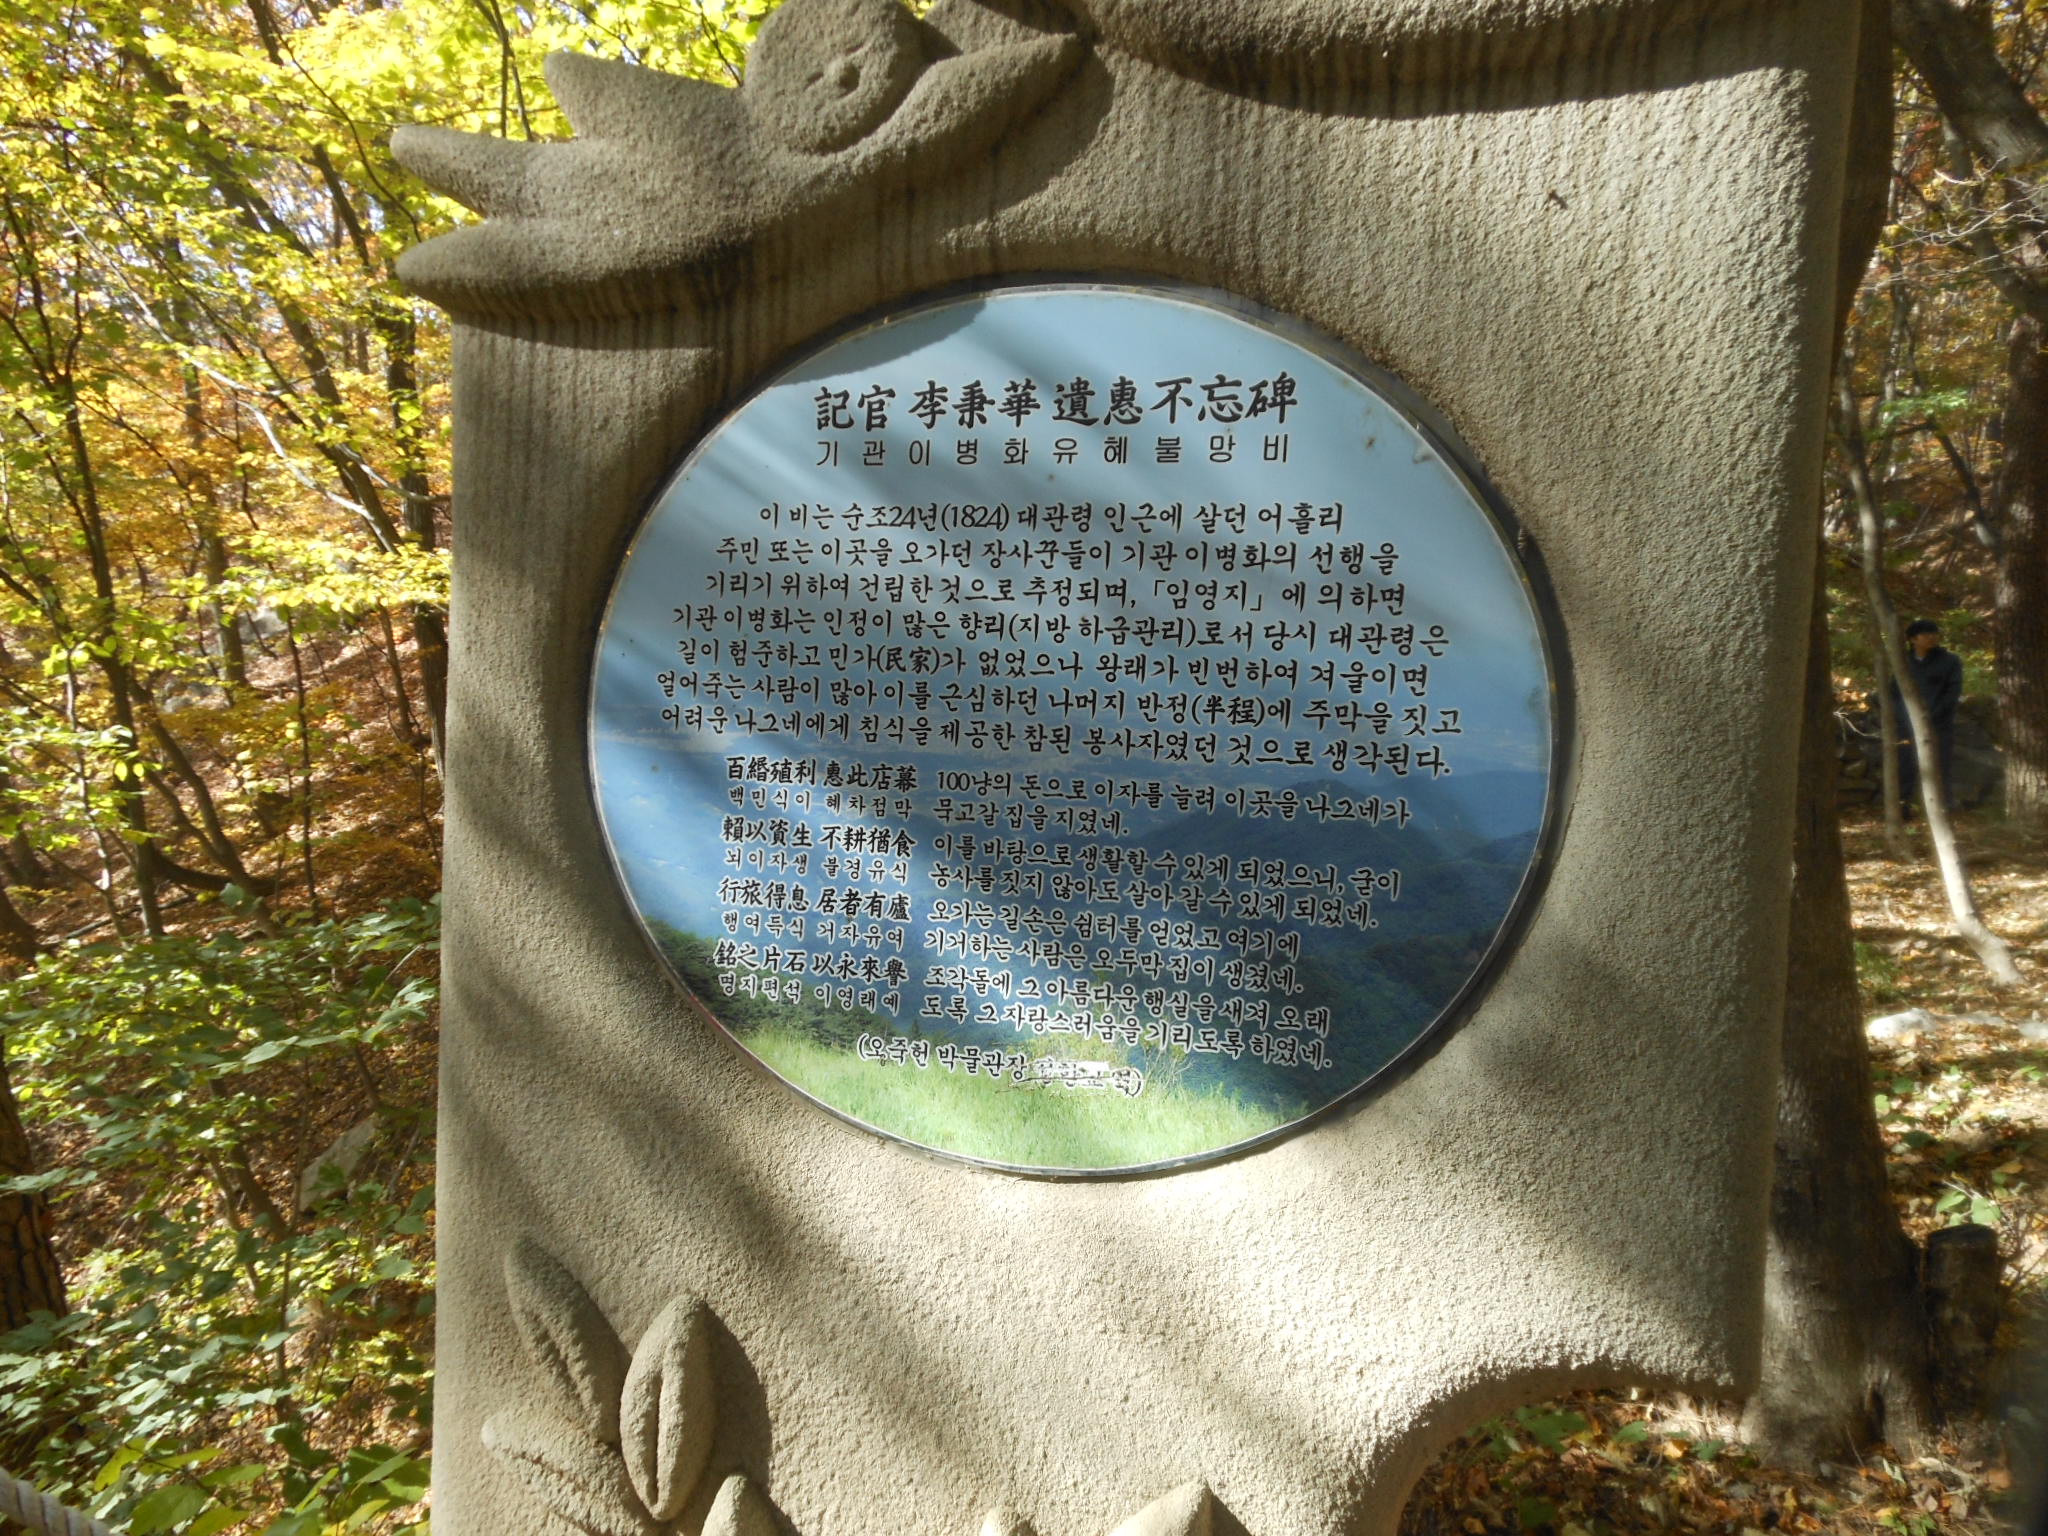 記官 李秉華 遺惠不忘碑
기관이병화유혜불망비
이 비는 순조24년(1824) 대관령 인근에 살던 어흘리
주민 또는 이곳을 오가던 장사꾼들이 기관 이병화의 선행을
기리기 위하여 건립한 것으로 추정되며, 「임영지」에 의하면
기관 이병화는 인정이 많은 향리(지방 하급관리)로서 당시 대관령은
길이 험준하고 민가(民家)가 없었으나 왕래가 빈번하여 겨울이면
얼어죽는 사람이 많아 이를 근심하던 나머지 반정(半程)에 주막을 짓고
어려운 나그네에게 침식을 제공한 참된 봉사자였던 것으로 생각된다.
百緡殖利 惠此店幕 100냥의 돈으로 이자를 늘려 이곳을 나그네가
백민식이 혜차점막 묵고갈 집을 지였네.
賴以資生 不耕猶食 이를 바탕으로 생활할 수 있게 되었으니, 굳이
뇌이자생 불경유식 농사를 짓지 않아도 살아 갈 수 있게 되었네.
行旅得息 居者有廬 오가는 길손은 쉼터를 얻었고 여기에
행여득식 거자유여 기거하는 사람은 오두막 집이 생겼네.
銘之片石 以永來譽 조각돌에 그 아름다운 행실을 새겨 오래
명지편석 이영래예 도록 그 자랑스러움을 기리도록 하였네.
(오죽헌 박물관장